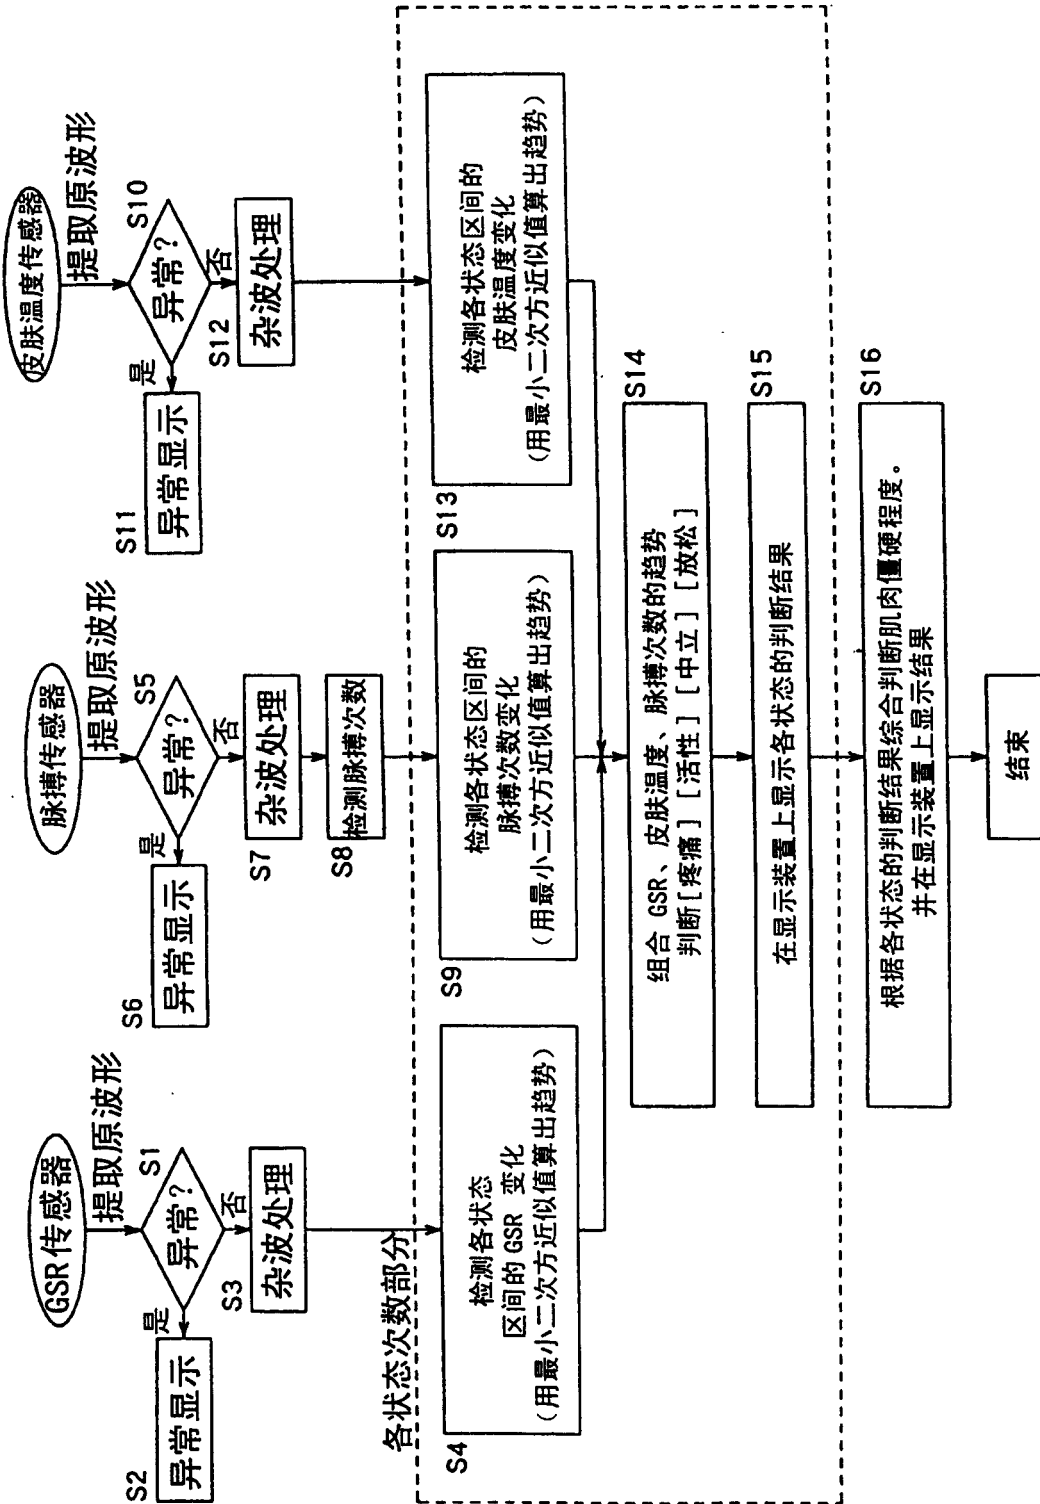 GSR传感器
提取原波形
S1
异常?
是
否
S2
异常显示
S3
杂波处理
脉搏传感器
提取原波形
S5
异常?
是
否
S6
异常显示
S7
杂波处理
S8
检测脉搏次数
皮肤温度传感器
提取原波形
S10
异常?
是
否
S11
异常显示
S12
杂波处理
各状态次数部分
S4
检测各状态
区间的 GSR 变化
(用最小二次方近似值算出趋势)
S9
检测各状态区间的
脉搏次数变化
(用最小二次方近似值算出趋势)
S13
检测各状态区间的
皮肤温度变化
(用最小二次方近似值算出趋势)
S14
组合 GSR、皮肤温度、脉搏次数的趋势
判断[疼痛][活性][中立][放松]
S15
在显示装置上显示各状态的判断结果
S16
根据各状态的判断结果综合判断肌肉僵硬程度。
并在显示装置上显示结果
结束